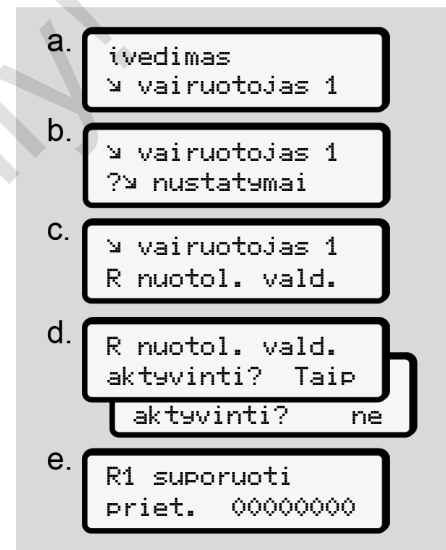 a.
ivedimas
↘ vairuotojas 1
b.
↘ vairuotojas 1
?↘ nustatymai
c.
↘ vairuotojas 1
R nuotol. vald.
d.
R nuotol. vald.
aktyvinti? Taip
aktyvinti? ne
e.
R1 suporuoti
priet. 00000000